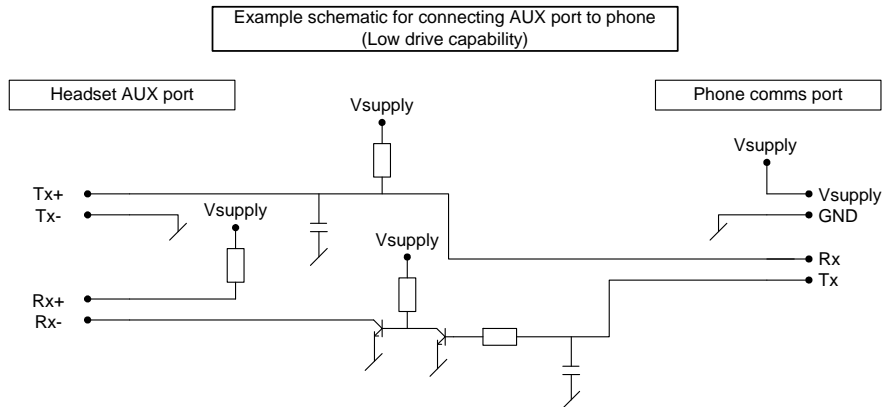 Example schematic for connecting AUX port to phone
(Low drive capability)
Headset AUX port
Phone comms port
Vsupply
Vsupply
Tx+
Tx-
Vsupply
Vsupply
GND
Vsupply
Rx
Tx
Rx+
Rx-